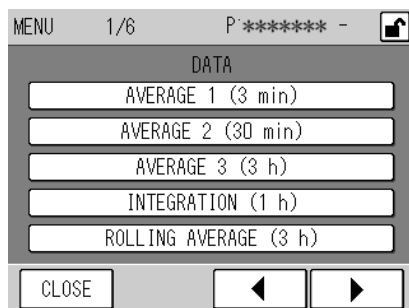 MENU 1/6 P ******* -
DATA
AVERAGE 1 (3 min)
AVERAGE 2 (30 min)
AVERAGE 3 (3 h)
INTEGRATION (1 h)
ROLLING AVERAGE (3 h)
CLOSE